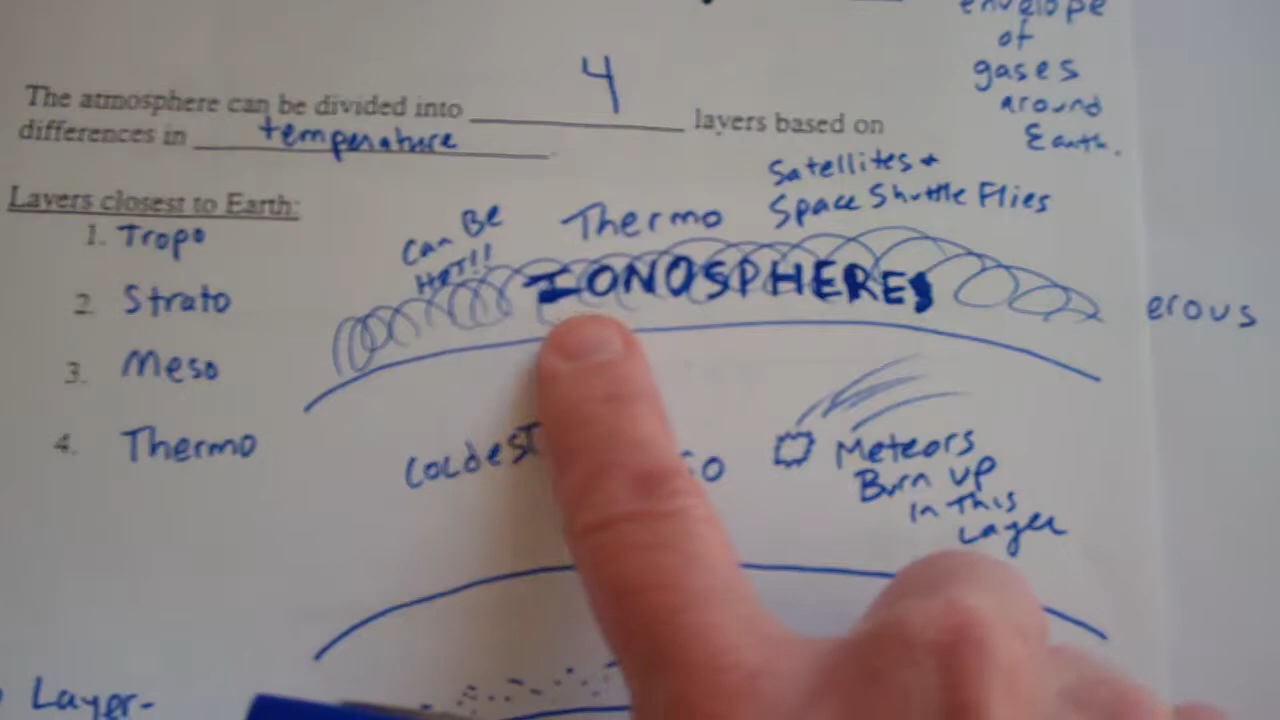 envelope
of
gases
around
Earth.
The atmosphere can be divided into 4 layers based on
differences in temperature.
Layers closest to Earth:
1. Tropo
2. Strato
3. Meso
4. Thermo
Can Be
HOT!!
Thermo
Satellites +
Space Shuttle Flies
IONOSPHERES
erous
Coldest
so
Meteors
Burn up
In This
Layer
Layer-